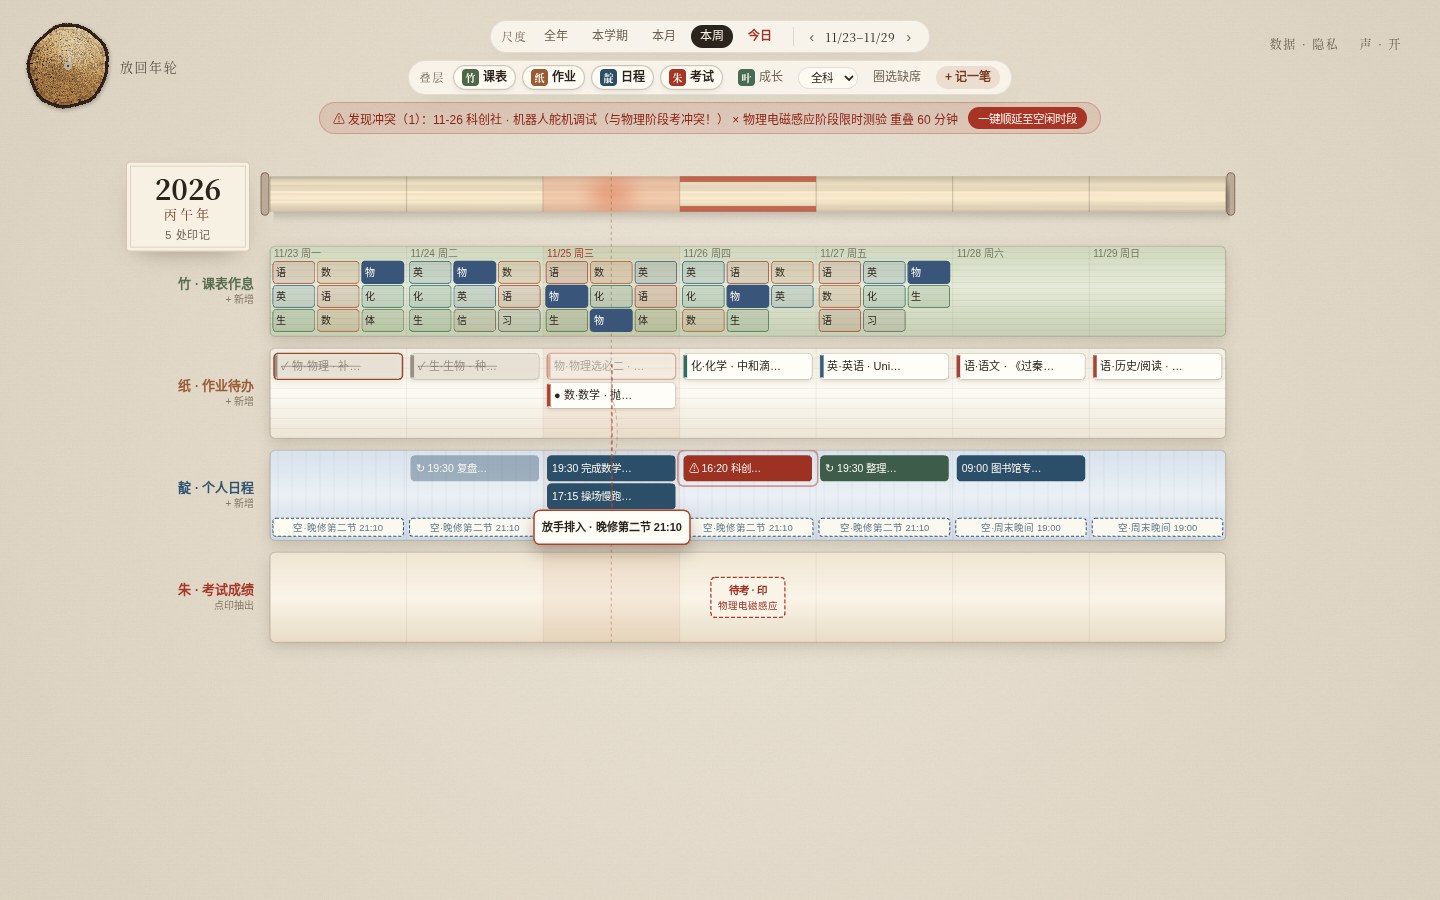 放回年轮
尺度 全年 本学期 本月 本周 今日 ‹ 11/23–11/29 ›
数据 · 隐私 声 · 开
叠层 竹 课表 纸 作业 靛 日程 朱 考试 叶 成长 全科 圈选缺席 + 记一笔
⚠ 发现冲突（1）：11-26 科创社 · 机器人舵机调试（与物理阶段考冲突！） × 物理电磁感应阶段限时测验 重叠 60 分钟 一键顺延至空闲时段
2026
丙午年
5 处印记
竹 · 课表作息
+ 新增
11/23 周一 11/24 周二 11/25 周三 11/26 周四 11/27 周五 11/28 周六 11/29 周日
语 数 物 英 物 数 语 数 英 英 语 数 语 英 物
英 语 化 化 英 语 物 化 语 化 物 英 数 化 生
生 数 体 生 信 习 生 物 体 数 生 语 习
纸 · 作业待办
+ 新增
✓ 物·物理 · 补… ✓ 生·生物 · 种… 物·物理选必二 · … 化·化学 · 中和滴… 英·英语 · Uni… 语·语文 · 《过秦… 语·历史/阅读 · …
● 数·数学 · 抛…
靛 · 个人日程
+ 新增
↻ 19:30 复盘… 19:30 完成数学… ⚠ 16:20 科创… ↻ 19:30 整理… 09:00 图书馆专…
17:15 操场慢跑…
空·晚修第二节 21:10 空·晚修第二节 21:10 放手排入 · 晚修第二节 21:10 空·晚修第二节 21:10 空·晚修第二节 21:10 空·周末晚间 19:00 空·周末晚间 19:00
朱 · 考试成绩
点印抽出
待考 · 印
物理电磁感应